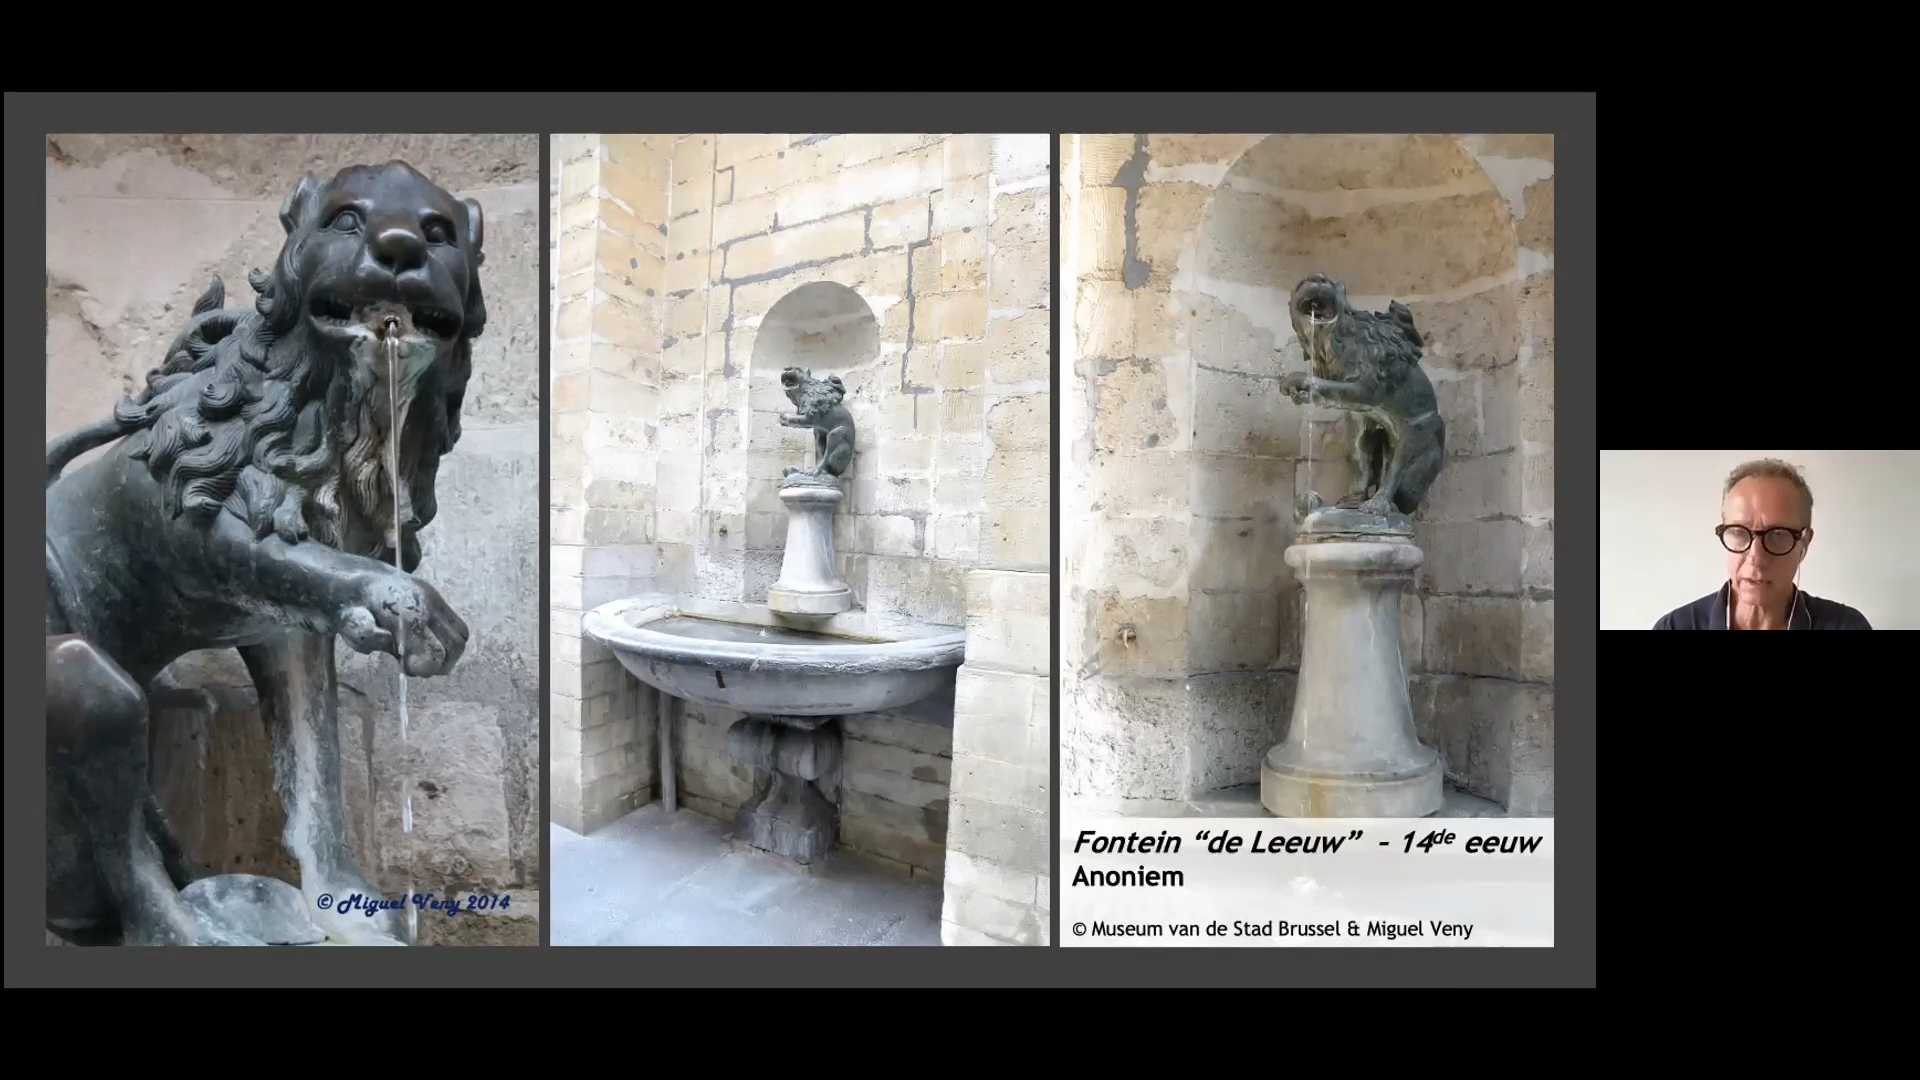 © Miguel Veny 2014
Fontein “de Leeuw” - 14de eeuw
Anoniem
© Museum van de Stad Brussel & Miguel Veny